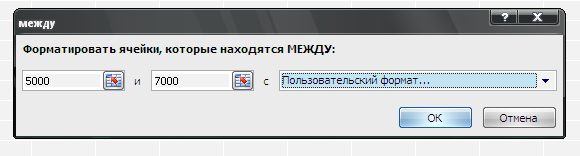 между
Форматировать ячейки, которые находятся МЕЖДУ:
5000 и 7000 с Пользовательский формат...
ОК Отмена